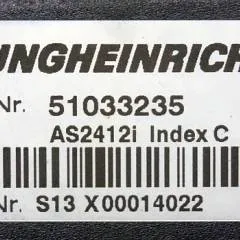 UNGHEINRICH
Nr. 51033235
AS2412i Index C
Nr. S13 X00014022